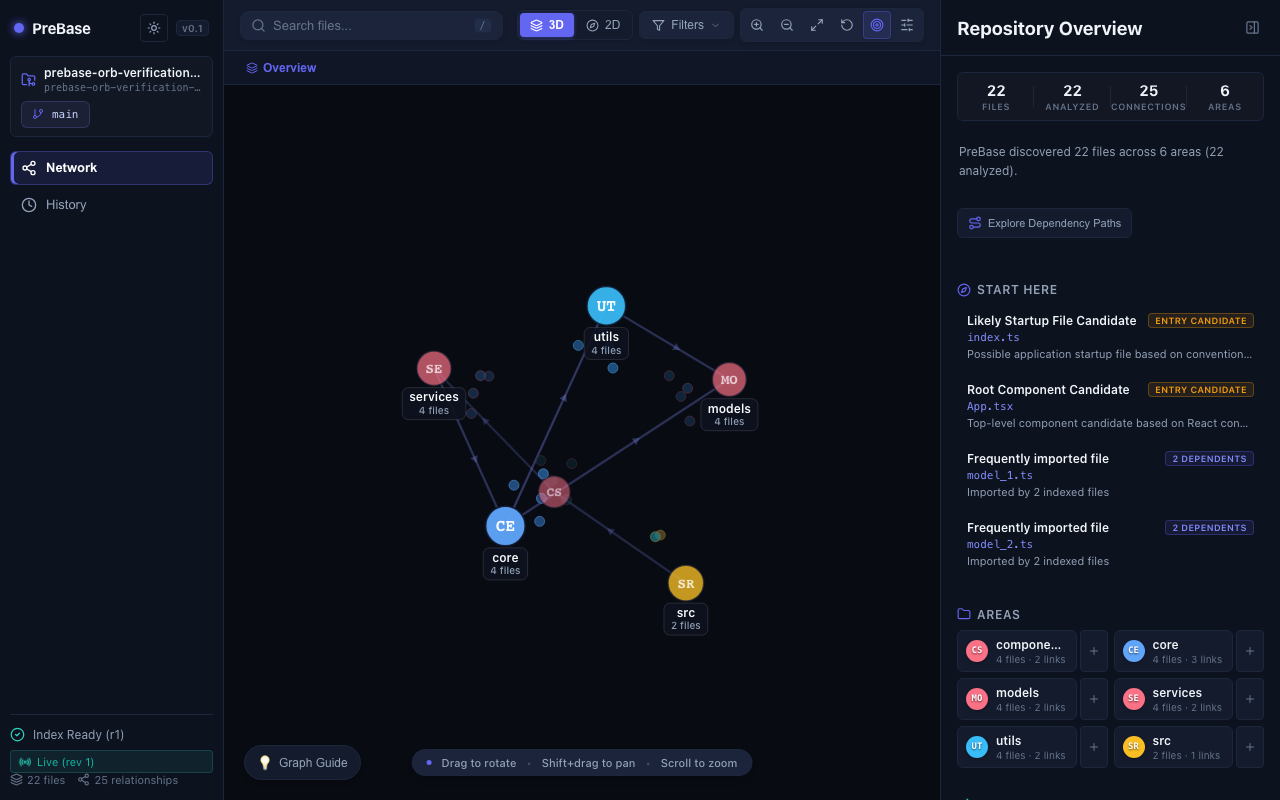 PreBase
v0.1
prebase-orb-verification...
prebase-orb-verification-...
main
Network
History
Index Ready (r1)
Live (rev 1)
22 files
25 relationships
Search files...
/
3D
2D
Filters
Overview
UT
utils
4 files
SE
services
4 files
MO
models
4 files
CS
CE
core
4 files
SR
src
2 files
Graph Guide
Drag to rotate · Shift+drag to pan · Scroll to zoom
Repository Overview
22
FILES
22
ANALYZED
25
CONNECTIONS
6
AREAS
PreBase discovered 22 files across 6 areas (22
analyzed).
Explore Dependency Paths
START HERE
Likely Startup File Candidate
ENTRY CANDIDATE
index.ts
Possible application startup file based on convention...
Root Component Candidate
ENTRY CANDIDATE
App.tsx
Top-level component candidate based on React con...
Frequently imported file
2 DEPENDENTS
model_1.ts
Imported by 2 indexed files
Frequently imported file
2 DEPENDENTS
model_2.ts
Imported by 2 indexed files
AREAS
CS
compone...
4 files · 2 links
+
CE
core
4 files · 3 links
+
MO
models
4 files · 2 links
+
SE
services
4 files · 2 links
+
UT
utils
4 files · 2 links
+
SR
src
2 files · 1 links
+